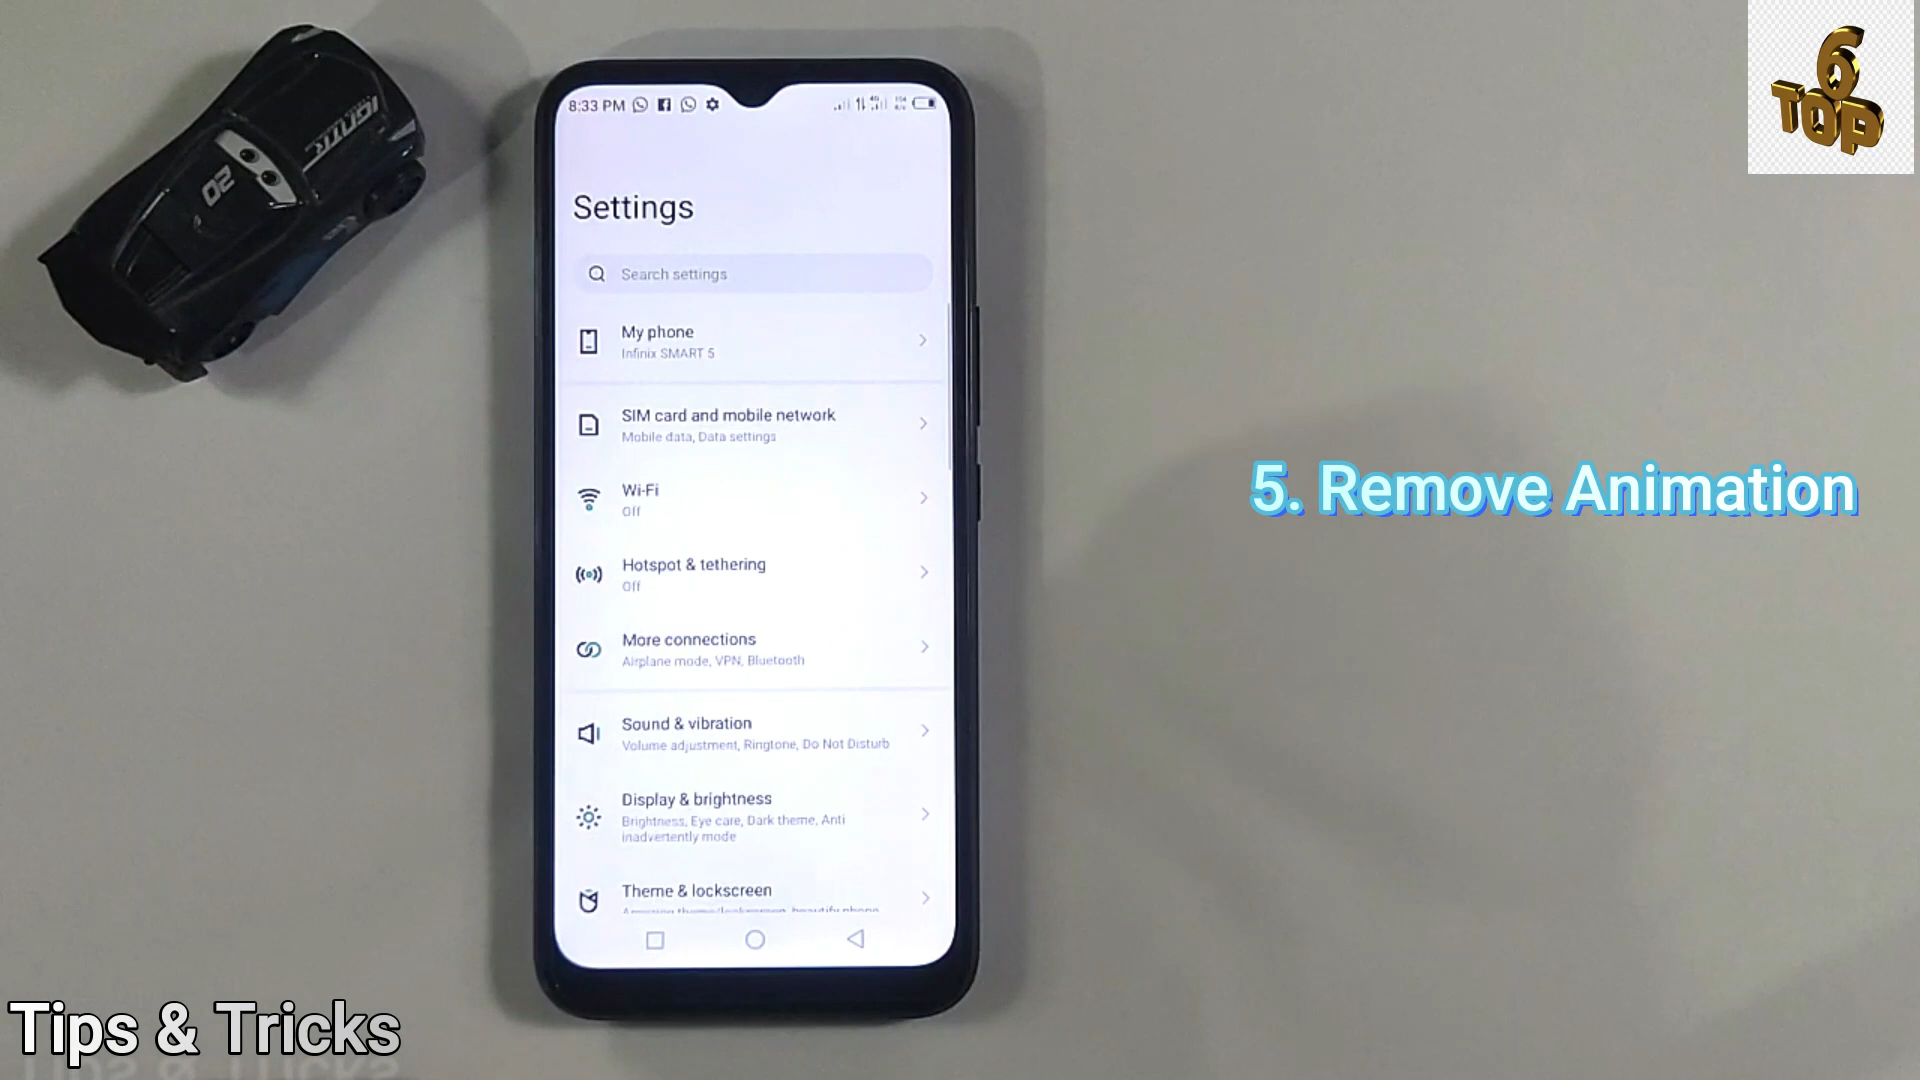 IGNTR
20
8:33 PM
Settings
Search settings
My phone
Infinix SMART 5
SIM card and mobile network
Mobile data, Data settings
Wi-Fi
Off
Hotspot & tethering
Off
More connections
Airplane mode, VPN, Bluetooth
Sound & vibration
Volume adjustment, Ringtone, Do Not Disturb
Display & brightness
Brightness, Eye care, Dark theme, Anti
inadvertently mode
Theme & lockscreen
6
TOP
5. Remove Animation
Tips & Tricks